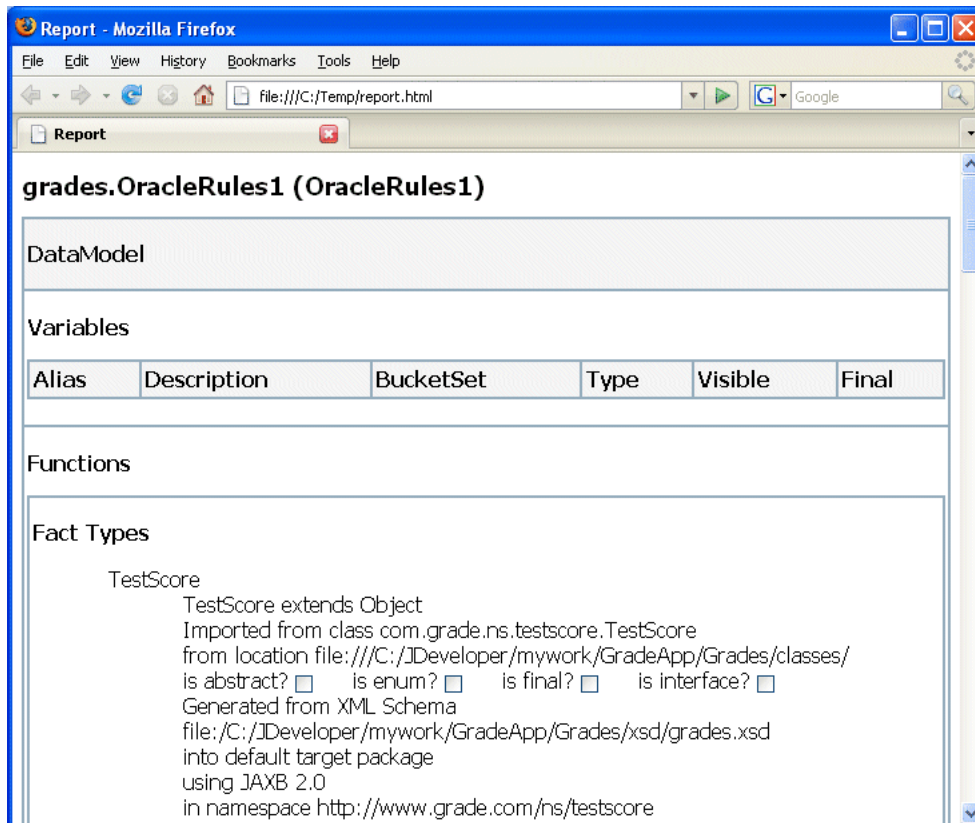 Report - Mozilla Firefox
File Edit View History Bookmarks Tools Help
file:///C:/Temp/report.html G Google
Report
grades.OracleRules1 (OracleRules1)
DataModel
Variables
Alias Description BucketSet Type Visible Final
Functions
Fact Types
TestScore
TestScore extends Object
Imported from class com.grade.ns.testscore.TestScore
from location file:///C:/JDeveloper/mywork/GradeApp/Grades/classes/
is abstract? is enum? is final? is interface?
Generated from XML Schema
file:/C:/JDeveloper/mywork/GradeApp/Grades/xsd/grades.xsd
into default target package
using JAXB 2.0
in namespace http://www.grade.com/ns/testscore